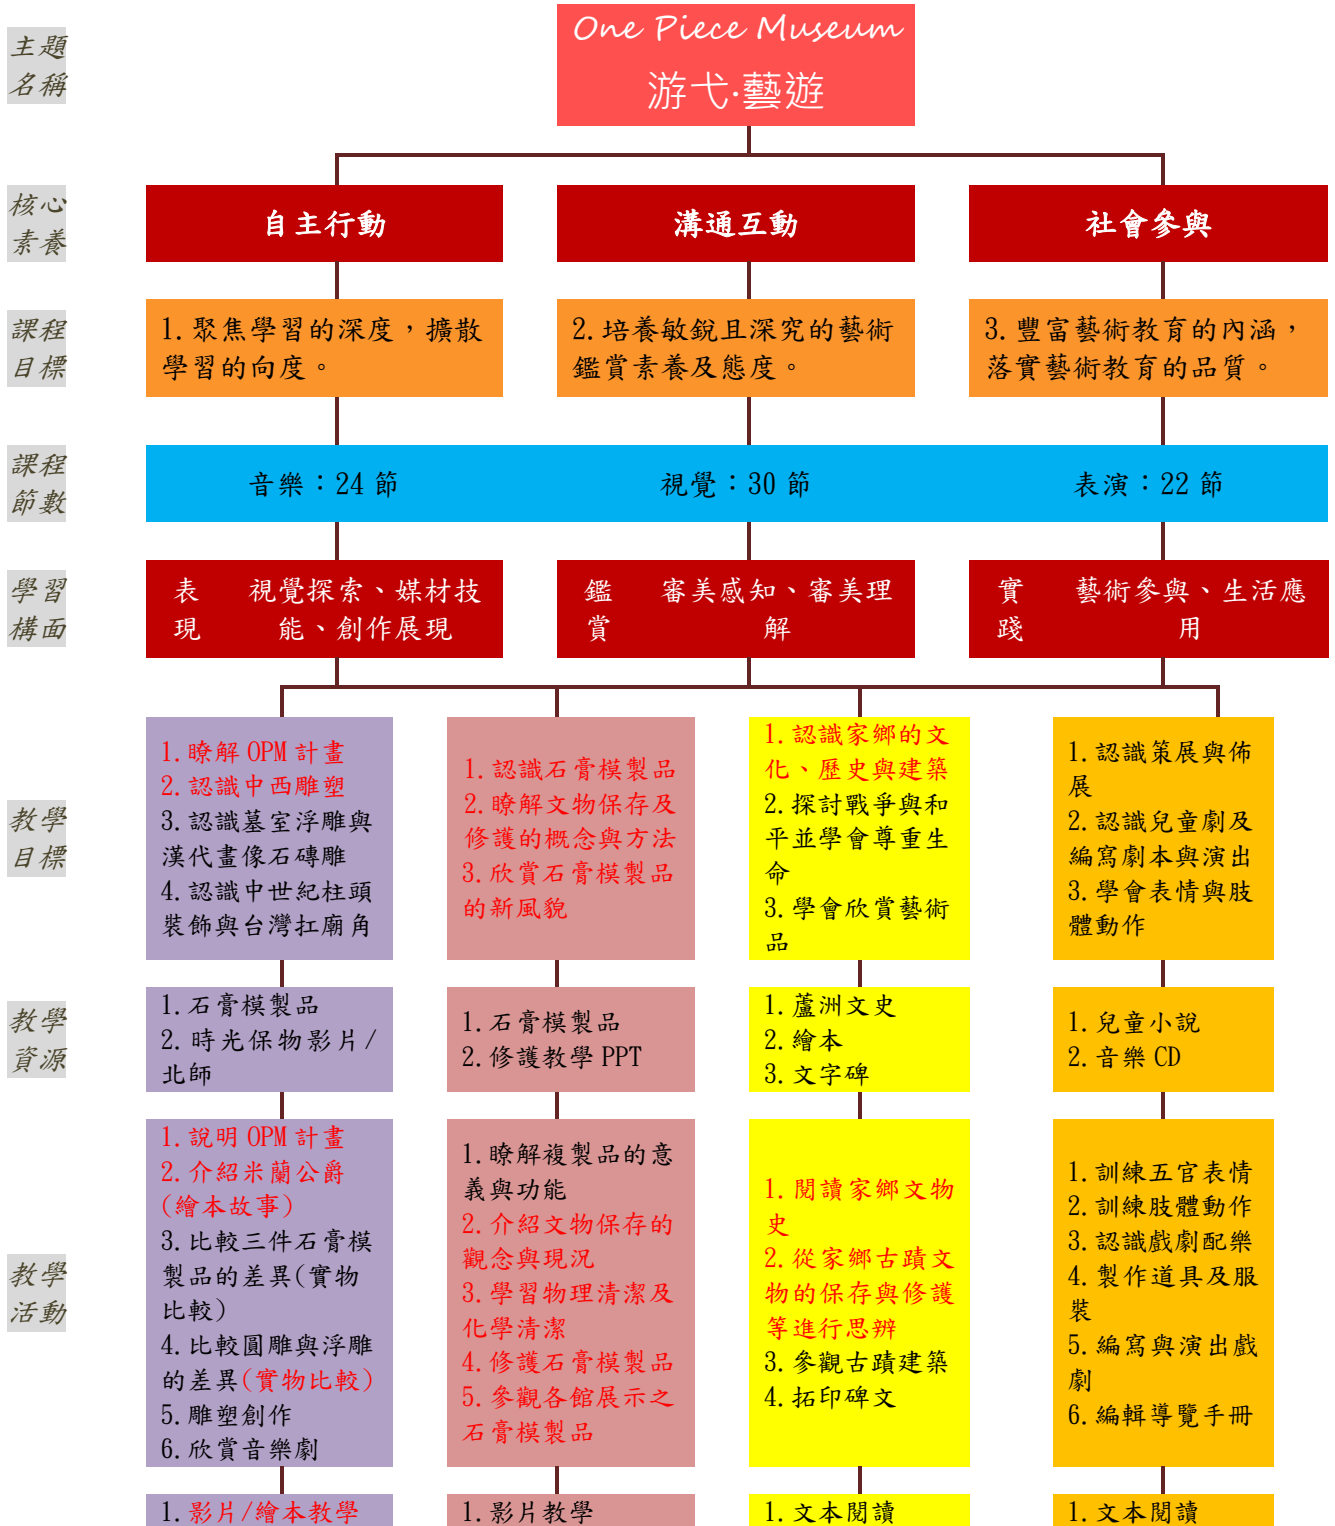 主題
名稱
One Piece Museum
游弋·藝遊
核心
素養
自主行動
溝通互動
社會參與
課程
目標
1.聚焦學習的深度，擴散
學習的向度。
2.培養敏銳且深究的藝術
鑑賞素養及態度。
3.豐富藝術教育的內涵，
落實藝術教育的品質。
課程
節數
音樂：24 節
視覺：30 節
表演：22 節
學習
構面
表
現
視覺探索、媒材技
能、創作展現
鑑
賞
審美感知、審美理
解
實
踐
藝術參與、生活應
用
教學
目標
1.瞭解 OPM 計畫
2.認識中西雕塑
3.認識墓室浮雕與
漢代畫像石磚雕
4.認識中世紀柱頭
裝飾與台灣扛廟角
1.認識石膏模製品
2.瞭解文物保存及
修護的概念與方法
3.欣賞石膏模製品
的新風貌
1.認識家鄉的文
化、歷史與建築
2.探討戰爭與和
平並學會尊重生
命
3.學會欣賞藝術
品
1.認識策展與佈
展
2.認識兒童劇及
編寫劇本與演出
3.學會表情與肢
體動作
教學
資源
1.石膏模製品
2.時光保物影片/
北師
1.石膏模製品
2.修護教學 PPT
1.蘆洲文史
2.繪本
3.文字碑
1.兒童小說
2.音樂 CD
教學
活動
1.說明 OPM 計畫
2.介紹米蘭公爵
(繪本故事)
3.比較三件石膏模
製品的差異(實物
比較)
4.比較圓雕與浮雕
的差異(實物比較)
5.雕塑創作
6.欣賞音樂劇
1.瞭解複製品的意
義與功能
2.介紹文物保存的
觀念與現況
3.學習物理清潔及
化學清潔
4.修護石膏模製品
5.參觀各館展示之
石膏模製品
1.閱讀家鄉文物
史
2.從家鄉古蹟文
物的保存與修護
等進行思辨
3.參觀古蹟建築
4.拓印碑文
1.訓練五官表情
2.訓練肢體動作
3.認識戲劇配樂
4.製作道具及服
裝
5.編寫與演出戲
劇
6.編輯導覽手冊
1.影片/繪本教學
1.影片教學
1.文本閱讀
1.文本閱讀